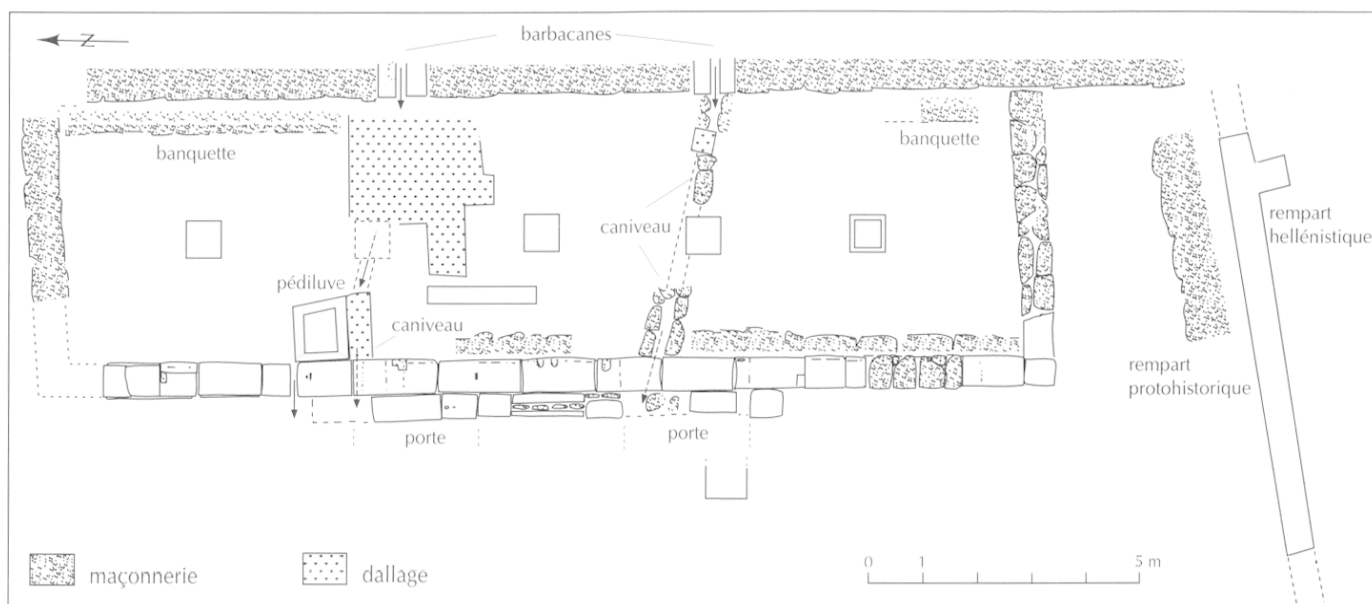 N
barbacanes
banquette
banquette
caniveau
rempart
hellénistique
pédiluve
caniveau
rempart
protohistorique
porte
porte
maçonnerie
dallage
0 1 5 m